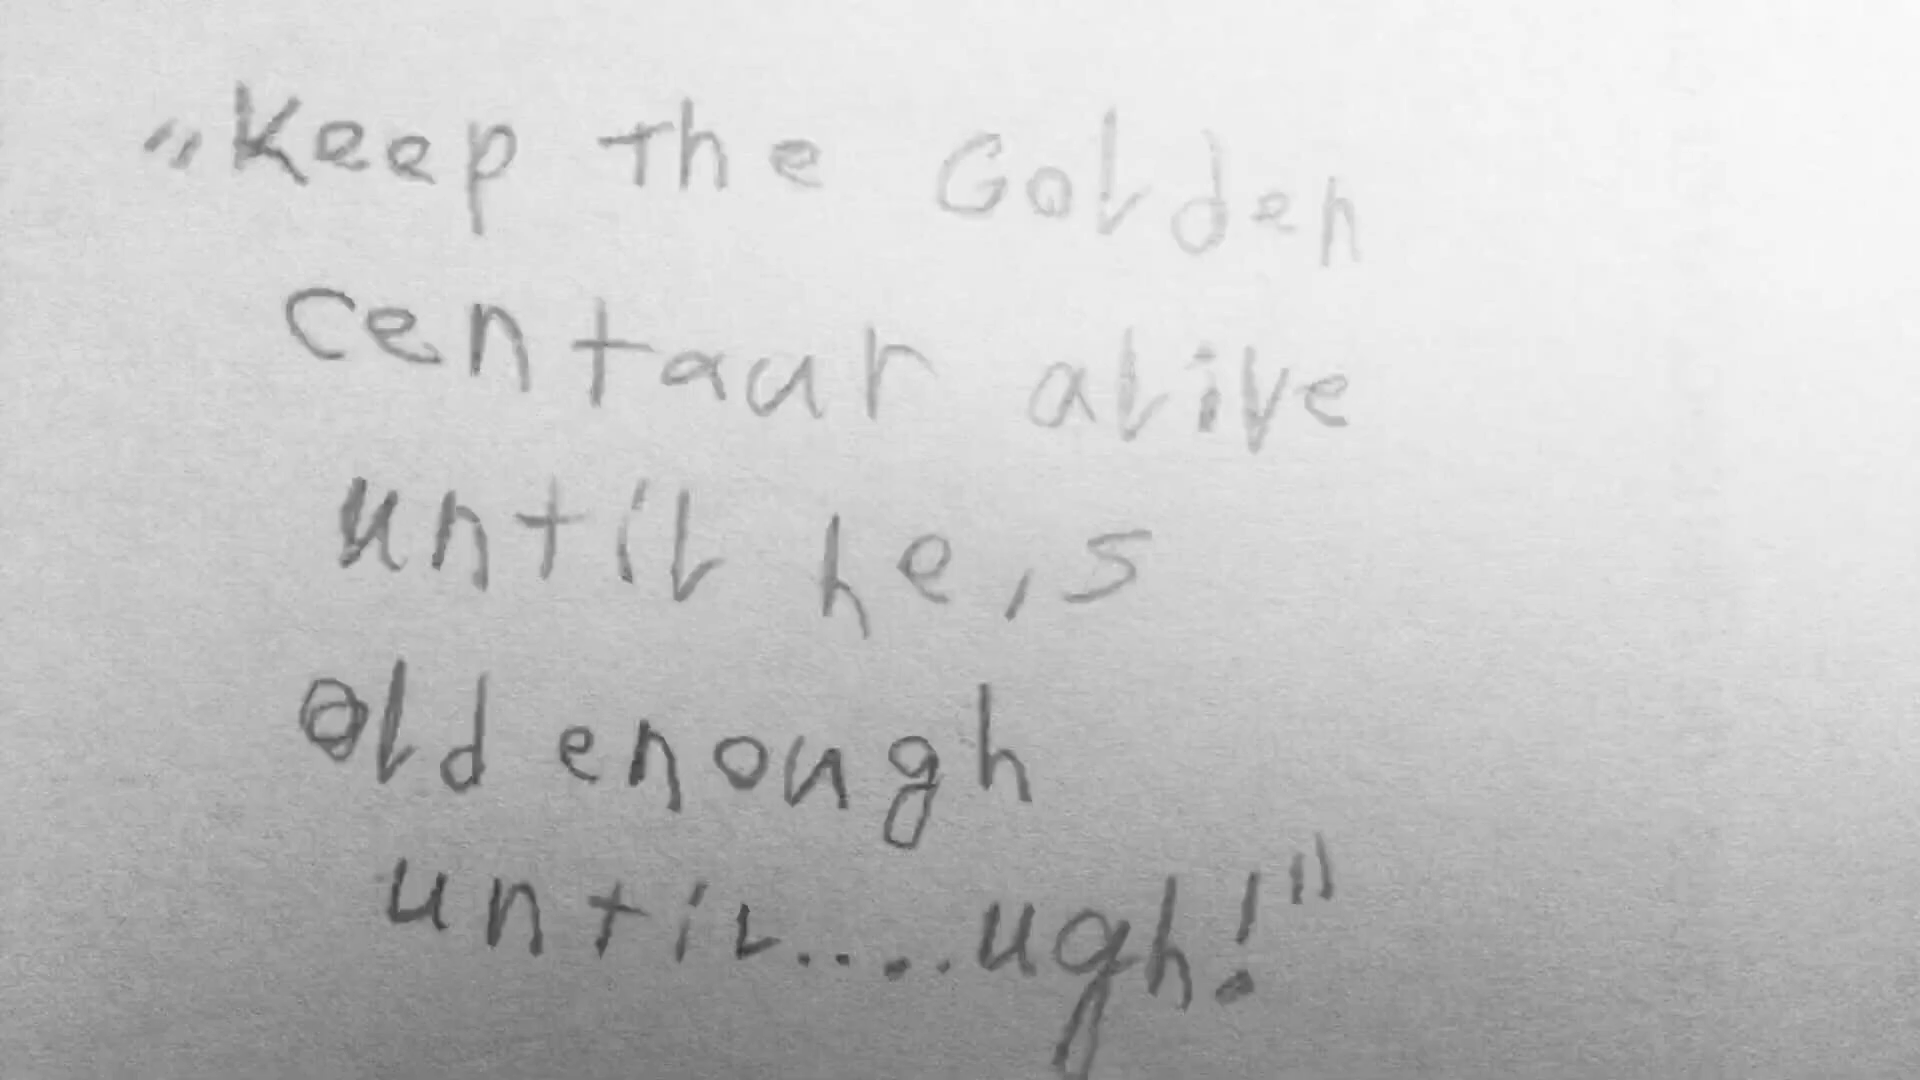 „Keep the Golden
centaur alive
until he,s
old enough
until....ugh!"